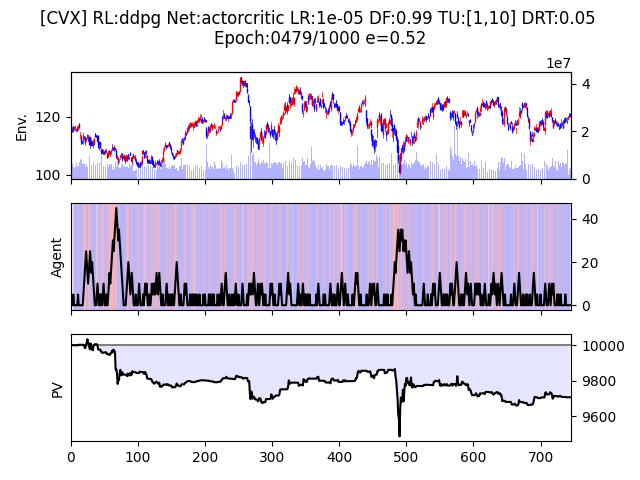 [CVX] RL:ddpg Net:actorcritic LR:1e-05 DF:0.99 TU:[1,10] DRT:0.05
Epoch:0479/1000 e=0.52
1e7
Env.
120
100
4
2
0
Agent
40
20
0
PV
10000
9800
9600
0 100 200 300 400 500 600 700